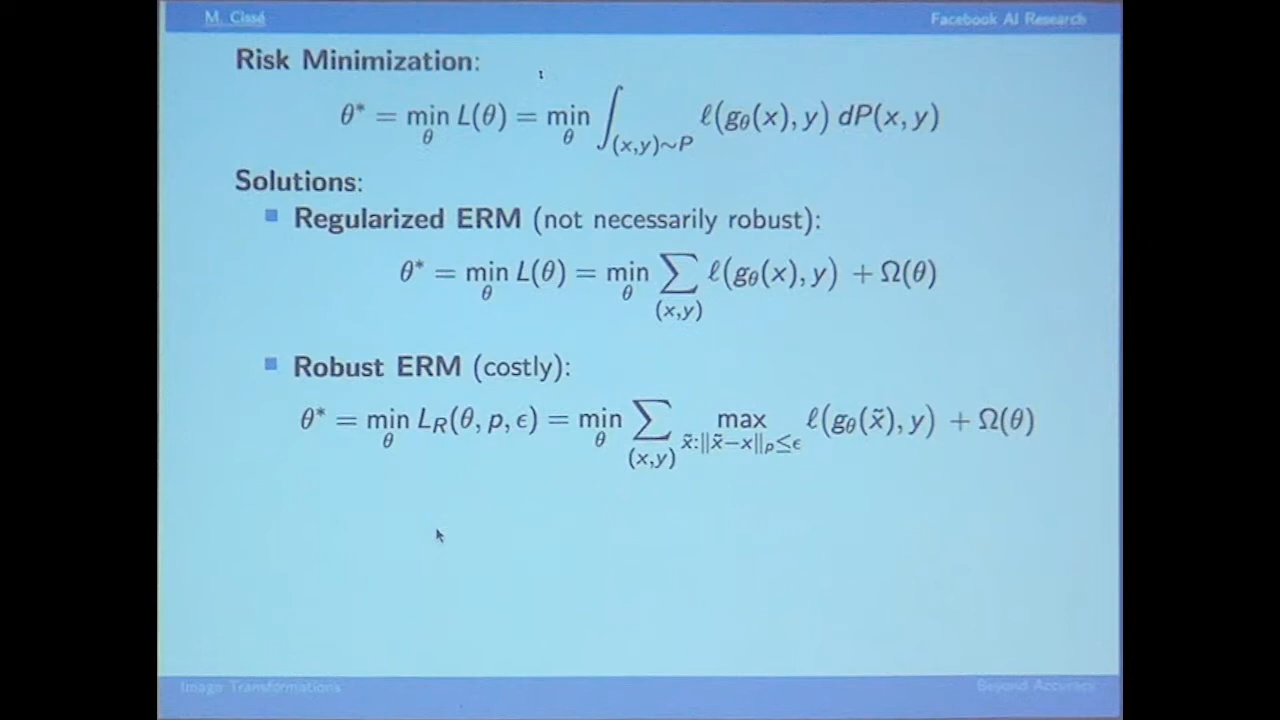 M. Cissé
Facebook AI Research
Risk Minimization:
θ* = min_θ L(θ) = min_θ ∫_{(x,y)∼P} ℓ(g_θ(x), y) dP(x, y)
Solutions:
Regularized ERM (not necessarily robust):
θ* = min_θ L(θ) = min_θ ∑_{(x,y)} ℓ(g_θ(x), y) + Ω(θ)
Robust ERM (costly):
θ* = min_θ L_R(θ, p, ϵ) = min_θ ∑_{(x,y)} max_{x̃:‖x̃−x‖_p≤ϵ} ℓ(g_θ(x̃), y) + Ω(θ)
Image Transformations
Beyond Accuracy